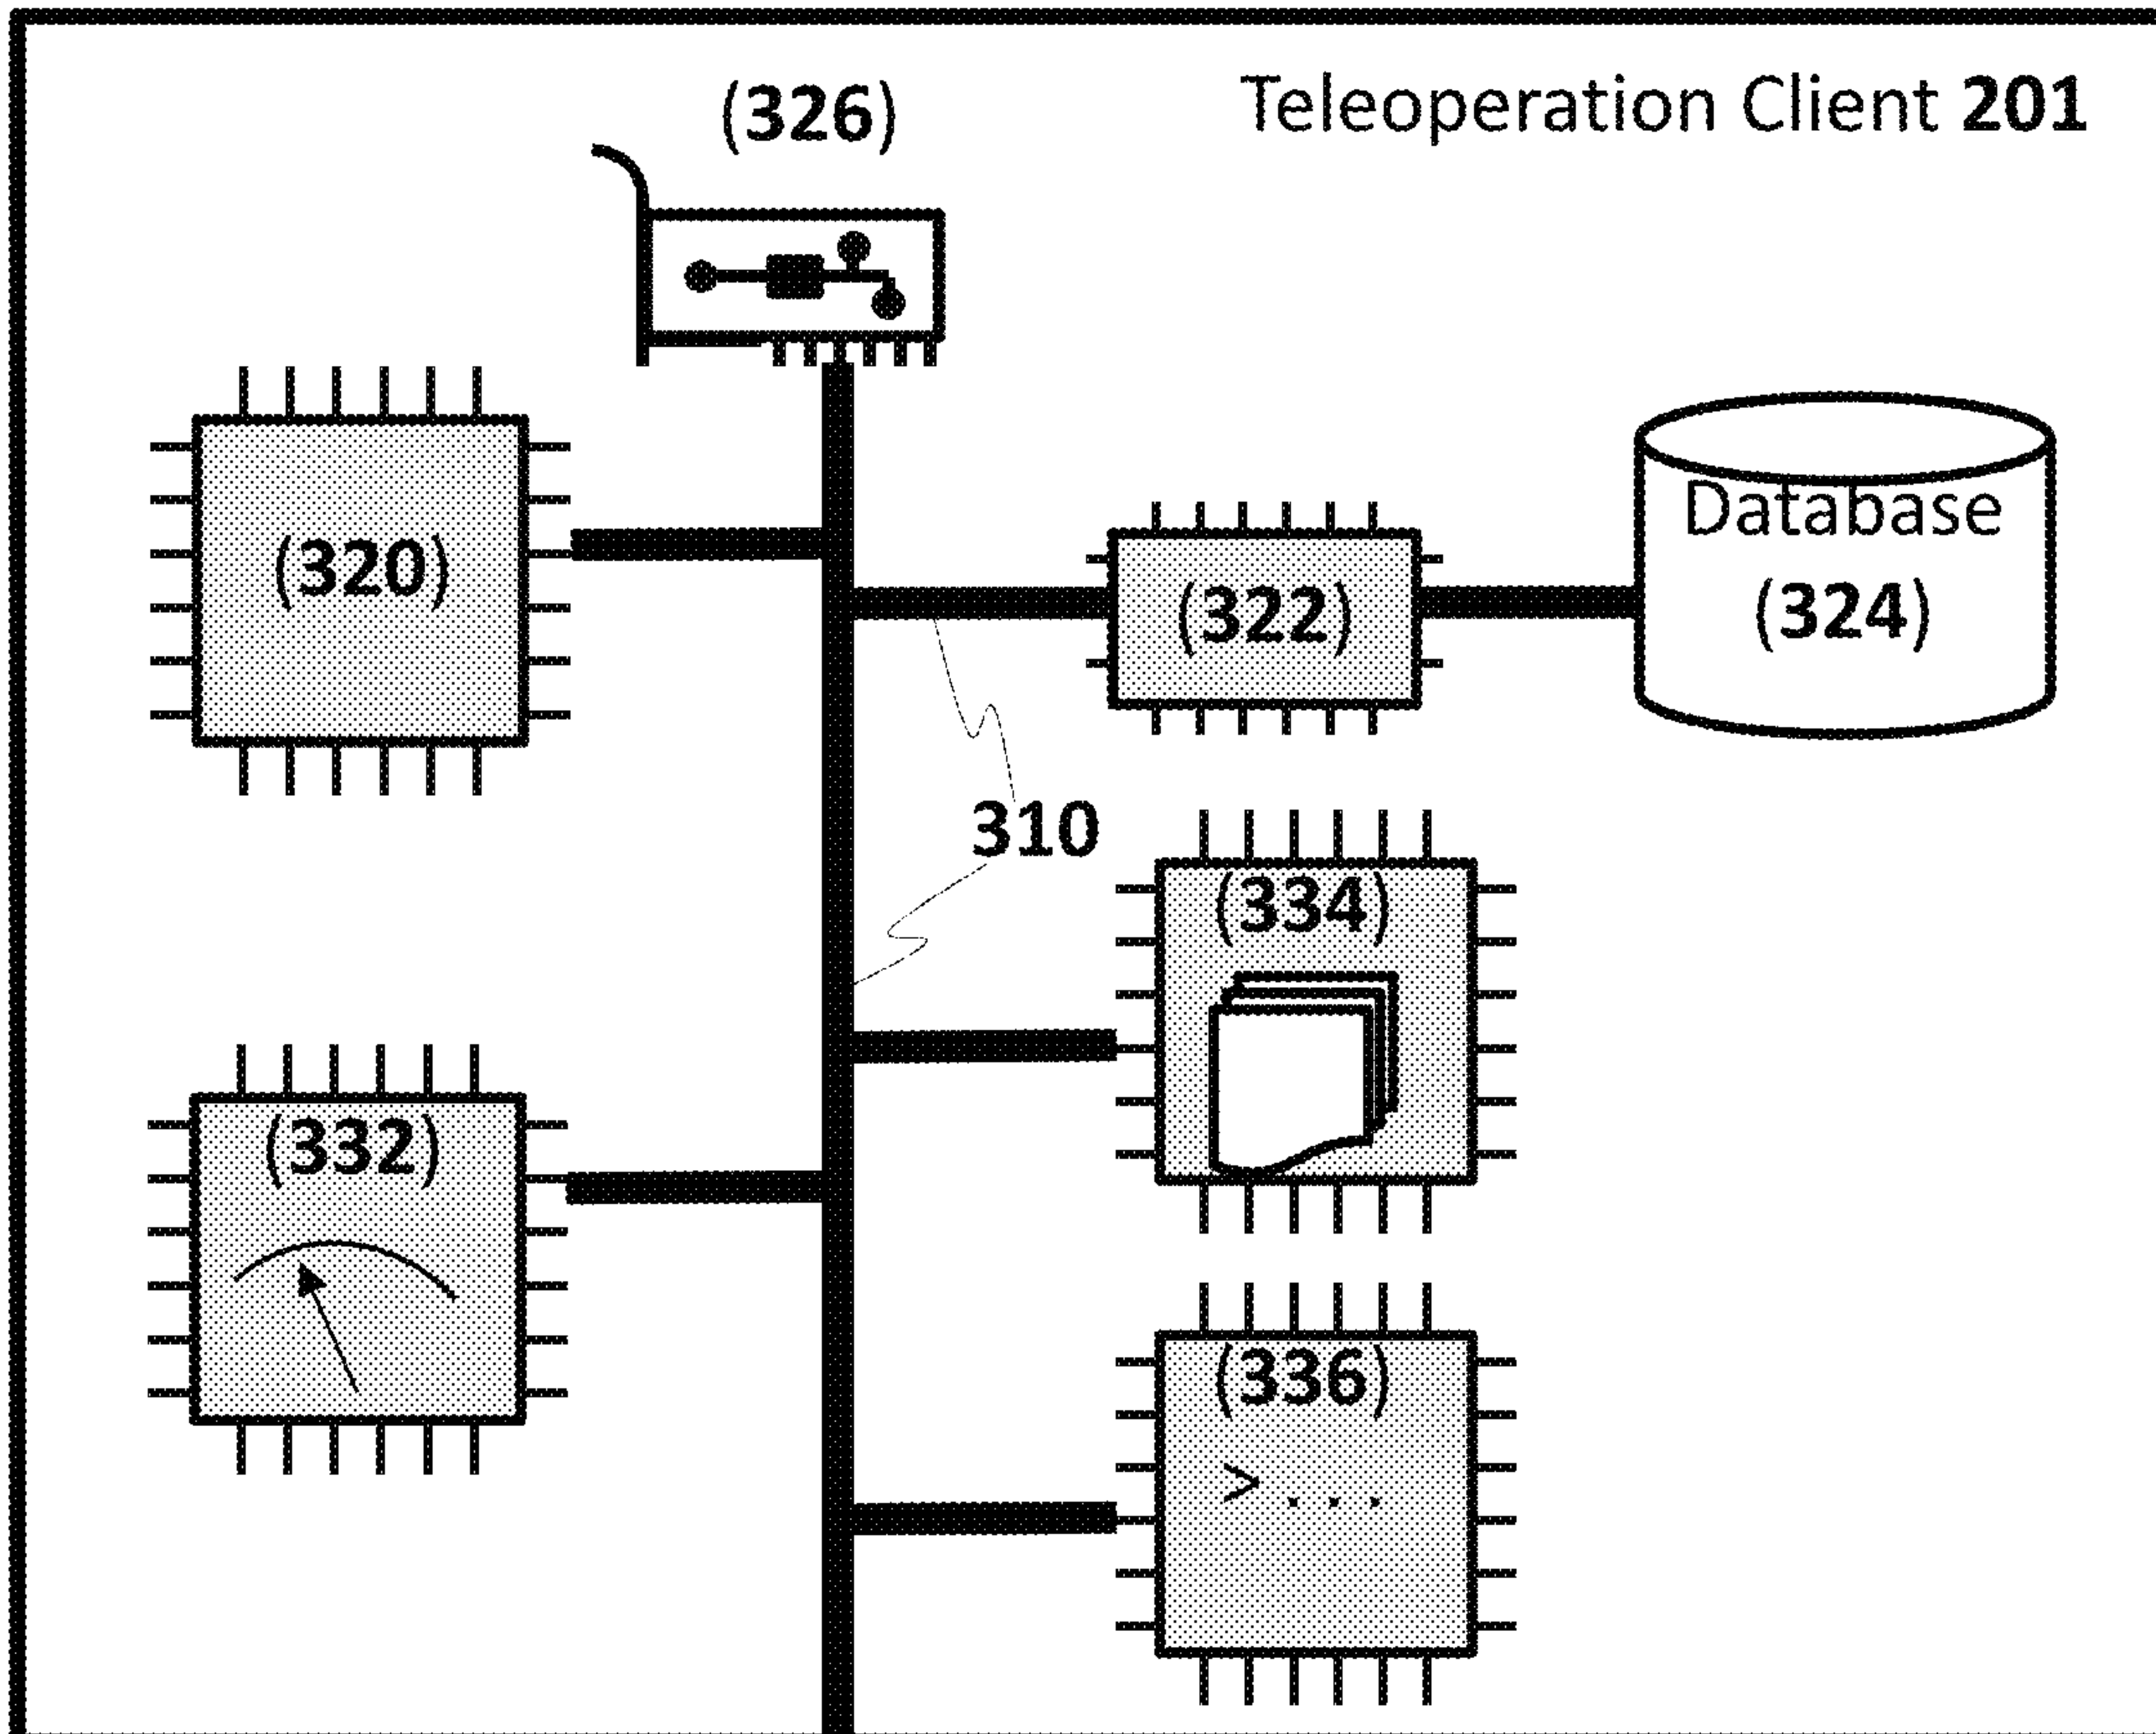 Teleoperation Client 201
(326)
(320)
(322)
Database
(324)
310
(334)
(332)
(336)
> . . .